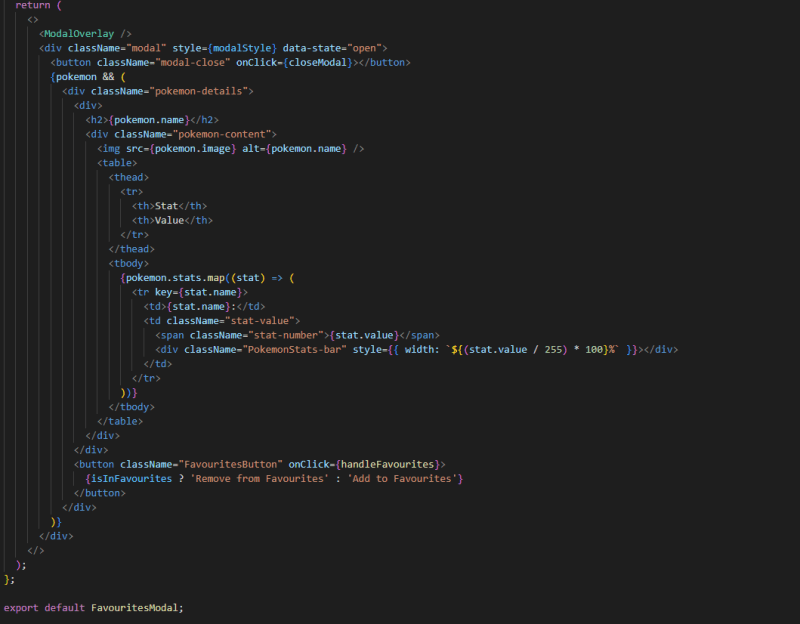 return (
<>
<ModalOverlay />
<div className="modal" style={modalStyle} data-state="open">
<button className="modal-close" onClick={closeModal}></button>
{pokemon && (
<div className="pokemon-details">
<div>
<h2>{pokemon.name}</h2>
<div className="pokemon-content">
<img src={pokemon.image} alt={pokemon.name} />
<table>
<thead>
<tr>
<th>Stat</th>
<th>Value</th>
</tr>
</thead>
<tbody>
{pokemon.stats.map((stat) => (
<tr key={stat.name}>
<td>{stat.name}:</td>
<td className="stat-value">
<span className="stat-number">{stat.value}</span>
<div className="PokemonStats-bar" style={{ width: `${(stat.value / 255) * 100}%` }}></div>
</td>
</tr>
))}
</tbody>
</table>
</div>
</div>
<button className="FavouritesButton" onClick={handleFavourites}>
{isInFavourites ? 'Remove from Favourites' : 'Add to Favourites'}
</button>
</div>
)}
</div>
</>
);
};
export default FavouritesModal;